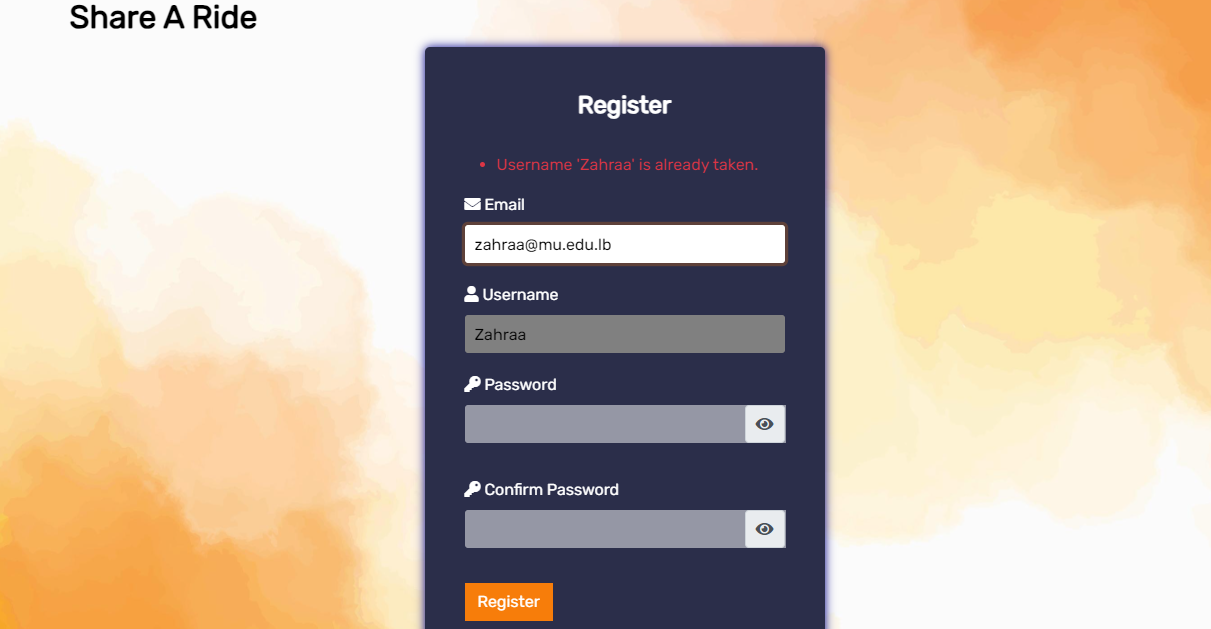 Share A Ride
Register
• Username 'Zahraa' is already taken.
Email
zahraa@mu.edu.lb
Username
Zahraa
Password
Confirm Password
Register